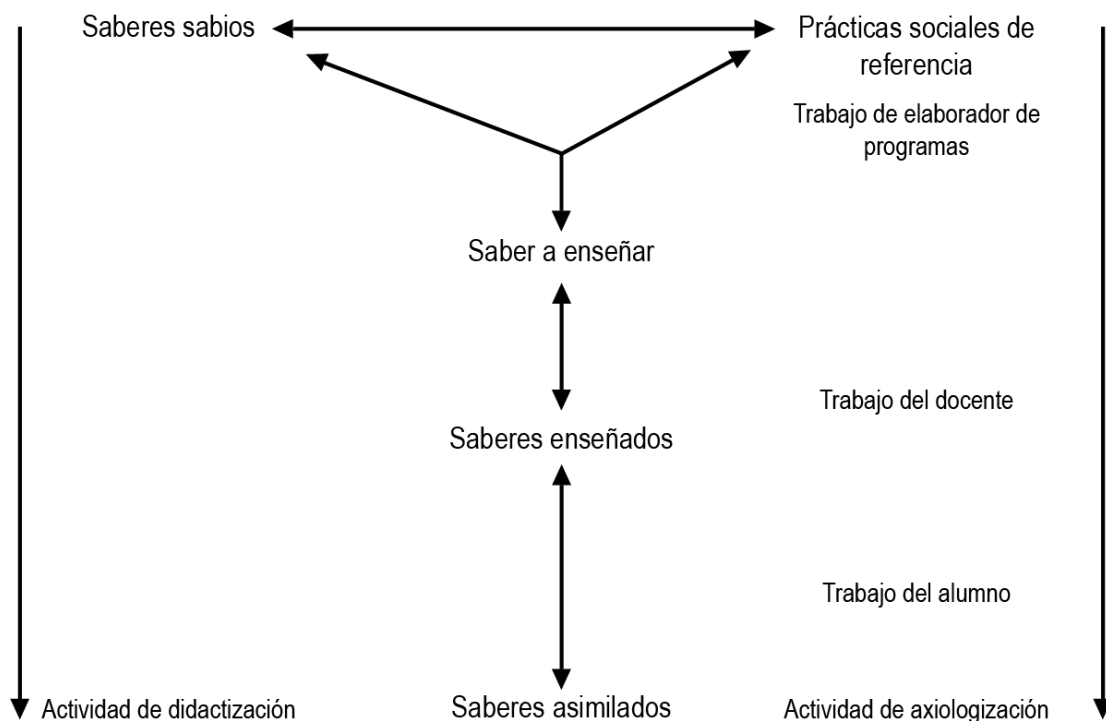 Saberes sabios
Prácticas sociales de
referencia
Trabajo de elaborador de
programas
Saber a enseñar
Trabajo del docente
Saberes enseñados
Trabajo del alumno
Actividad de didactización
Saberes asimilados
Actividad de axiologización